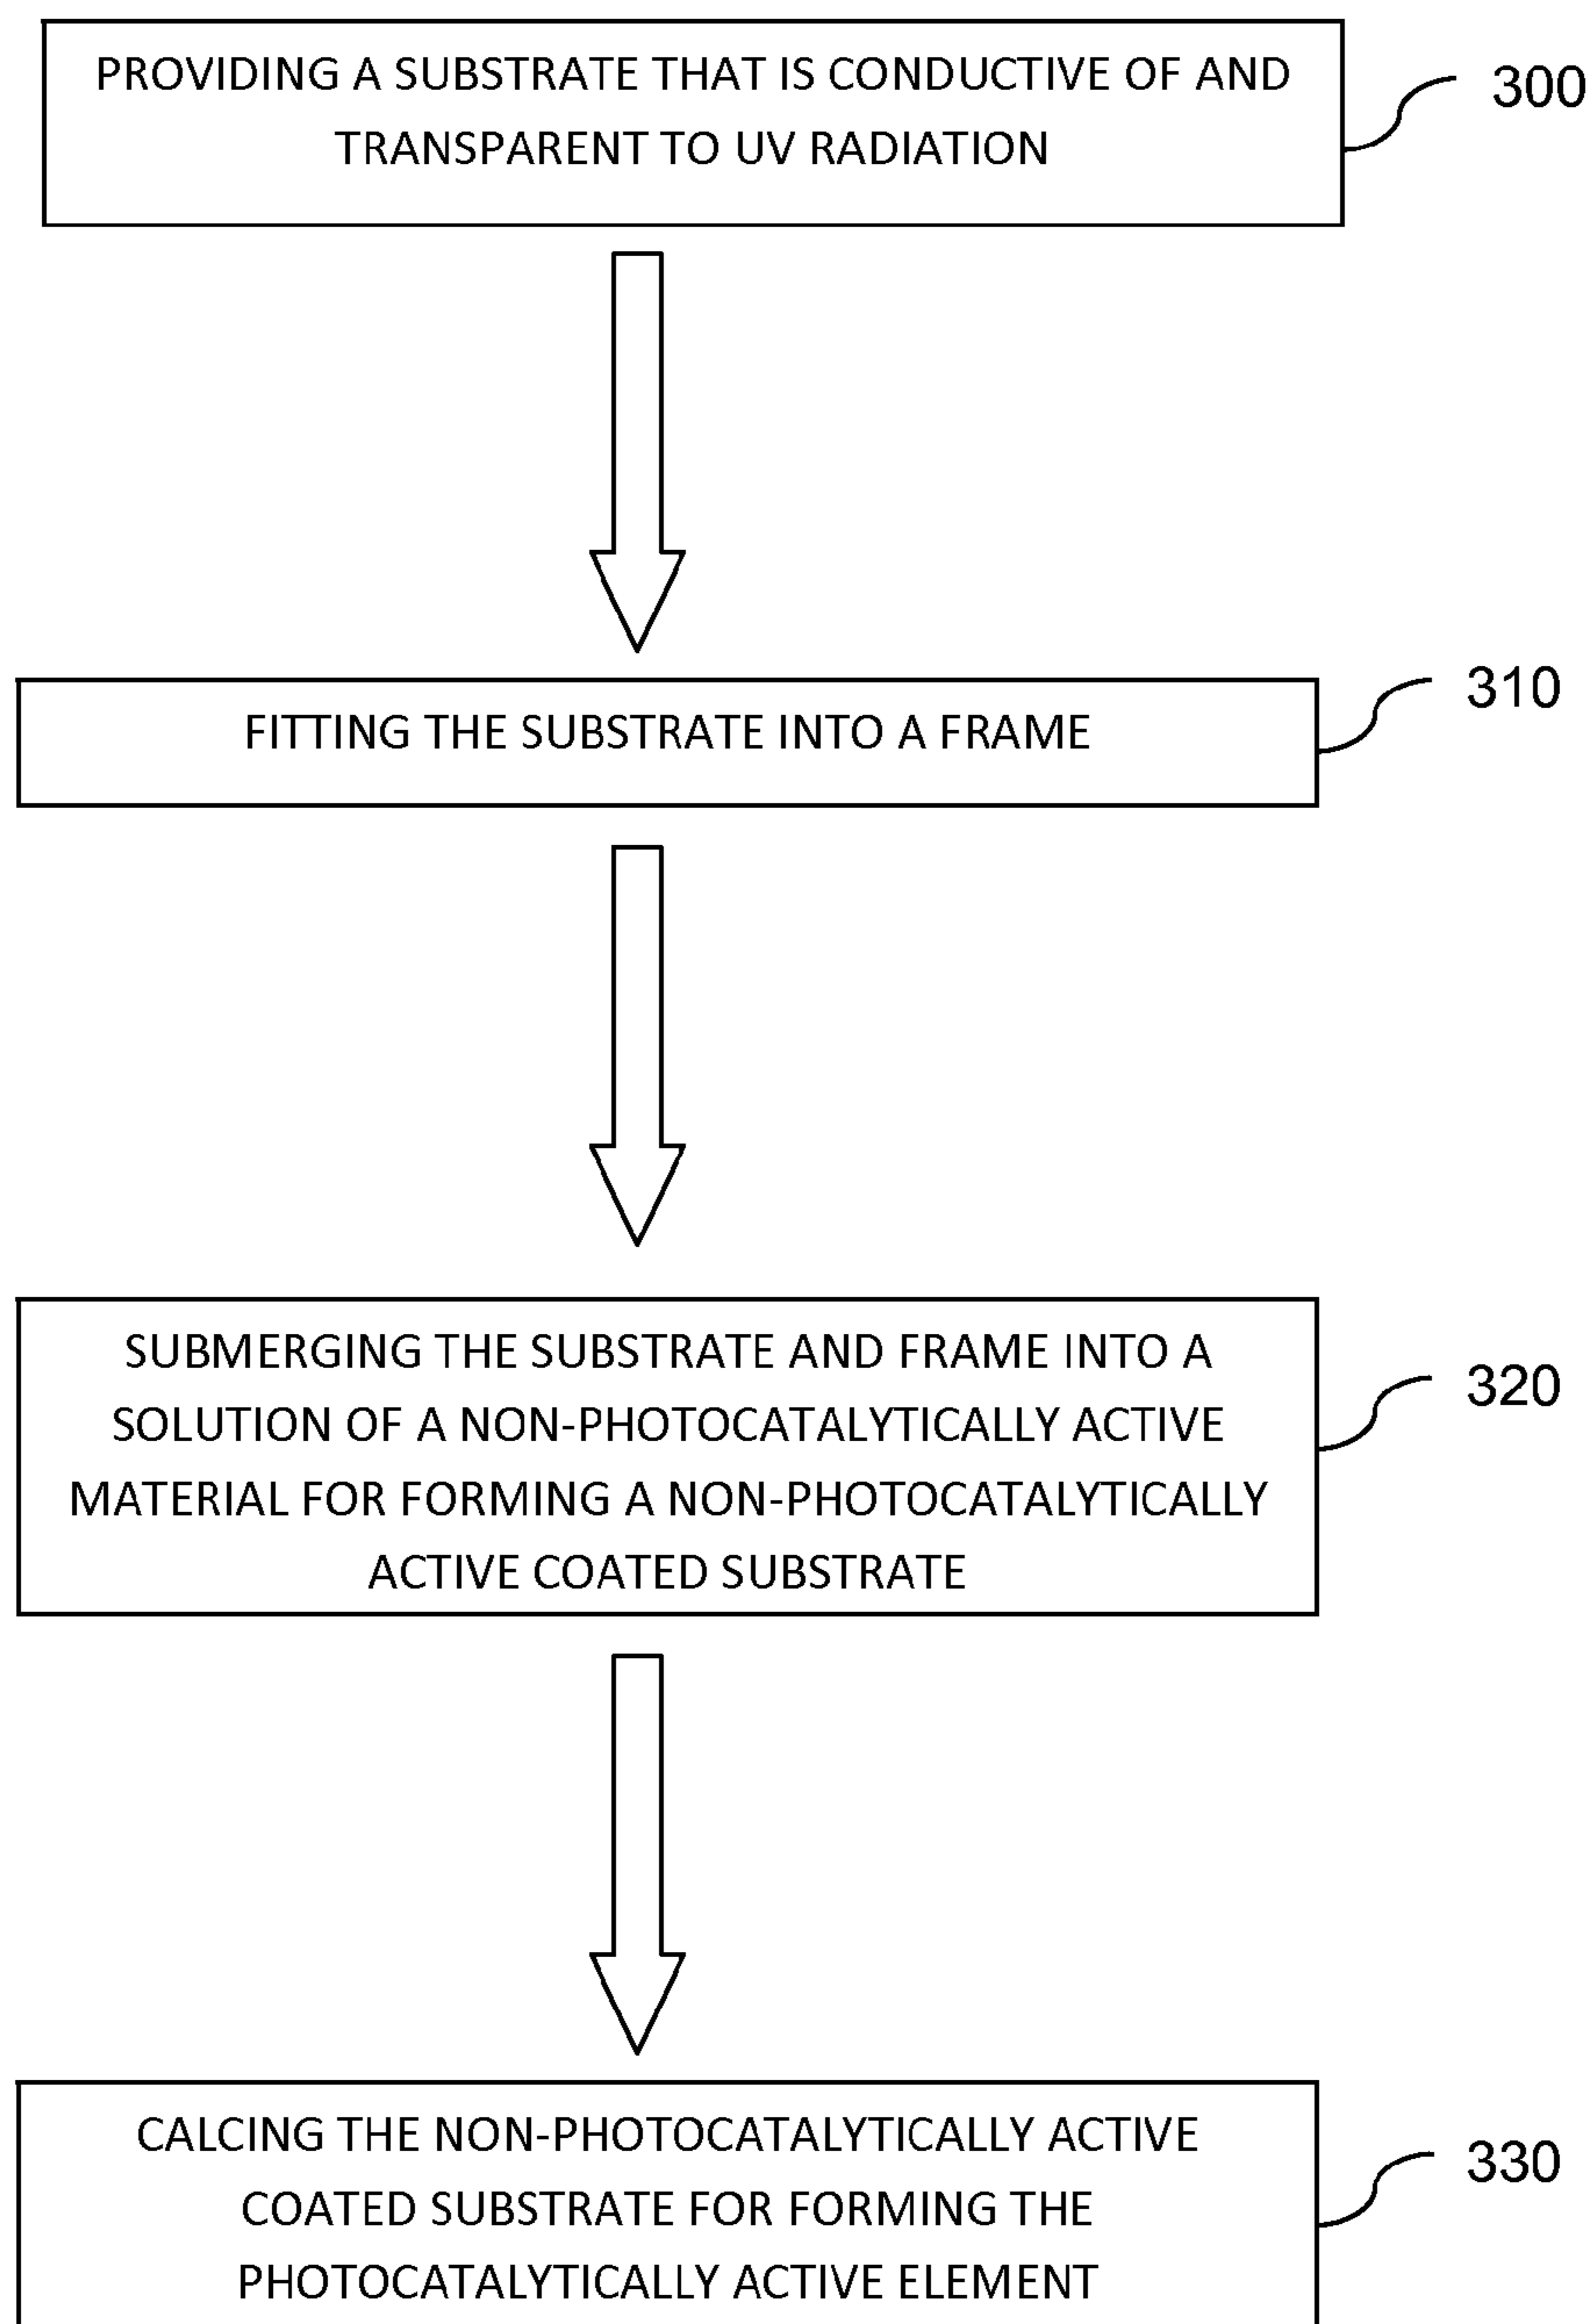 PROVIDING A SUBSTRATE THAT IS CONDUCTIVE OF AND
TRANSPARENT TO UV RADIATION
300
FITTING THE SUBSTRATE INTO A FRAME
310
SUBMERGING THE SUBSTRATE AND FRAME INTO A
SOLUTION OF A NON-PHOTOCATALYTICALLY ACTIVE
MATERIAL FOR FORMING A NON-PHOTOCATALYTICALLY
ACTIVE COATED SUBSTRATE
320
CALCING THE NON-PHOTOCATALYTICALLY ACTIVE
COATED SUBSTRATE FOR FORMING THE
PHOTOCATALYTICALLY ACTIVE ELEMENT
330